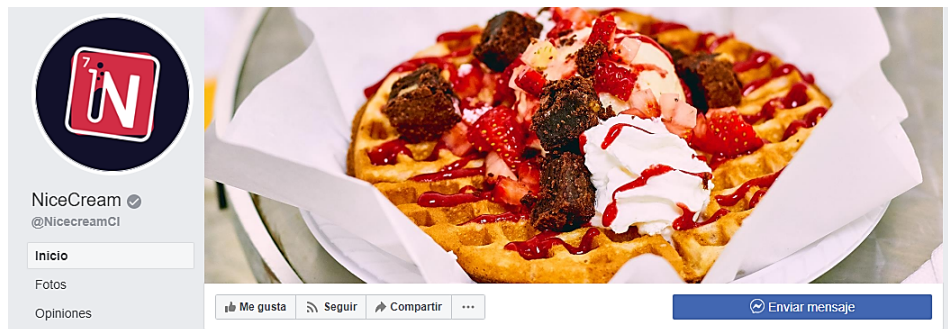 7
N
NiceCream
@NicecreamCl
Inicio
Fotos
Opiniones
Me gusta
Seguir
Compartir
Enviar mensaje